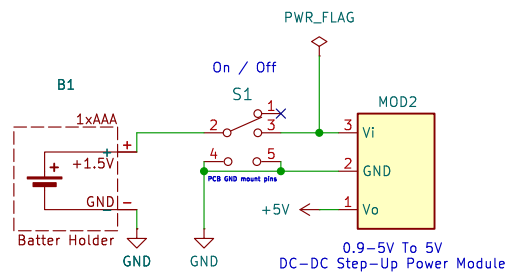 PWR_FLAG
On / Off
B1
S1
MOD2
1xAAA
1
2
3
3
Vi
+
+
+
+1.5V
4
5
2
GND
PCB GND mount pins
GND
-
-
+5V
1
Vo
Batter Holder
GND
GND
0.9-5V To 5V
DC-DC Step-Up Power Module